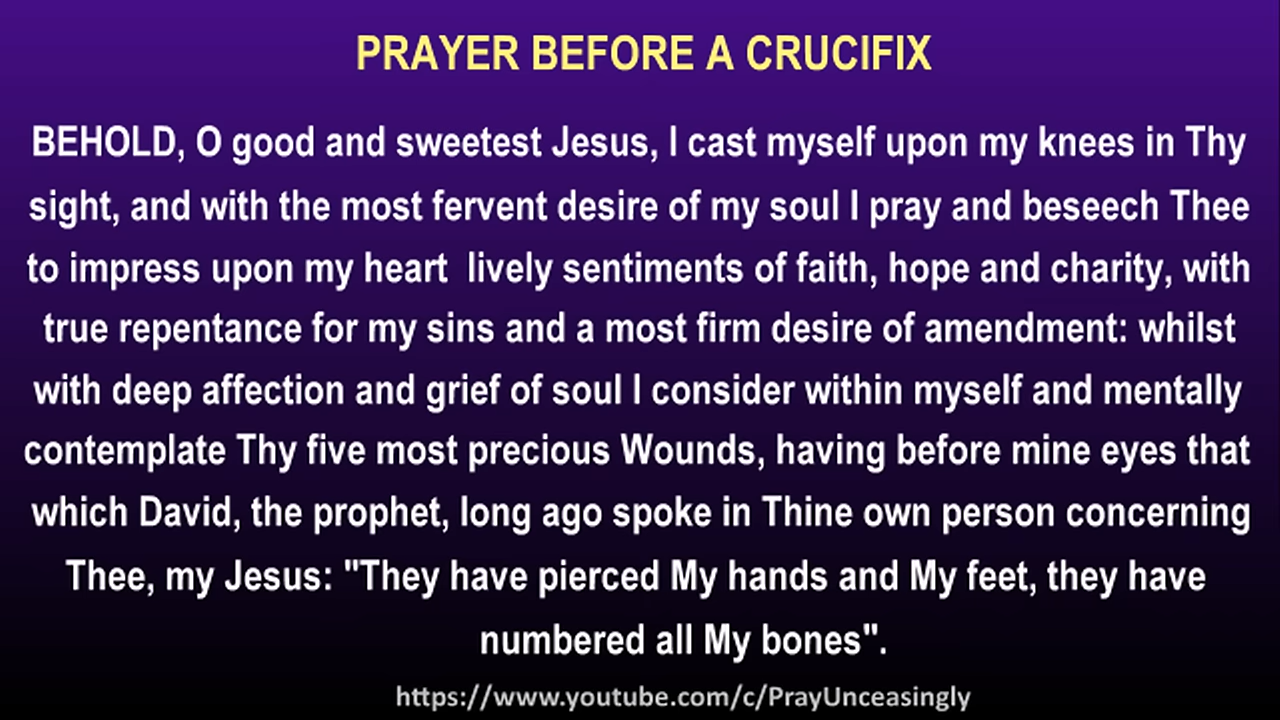 PRAYER BEFORE A CRUCIFIX
BEHOLD, O good and sweetest Jesus, I cast myself upon my knees in Thy
sight, and with the most fervent desire of my soul I pray and beseech Thee
to impress upon my heart  lively sentiments of faith, hope and charity, with
true repentance for my sins and a most firm desire of amendment: whilst
with deep affection and grief of soul I consider within myself and mentally
contemplate Thy five most precious Wounds, having before mine eyes that
which David, the prophet, long ago spoke in Thine own person concerning
Thee, my Jesus: "They have pierced My hands and My feet, they have
numbered all My bones".
https://www.youtube.com/c/PrayUnceasingly